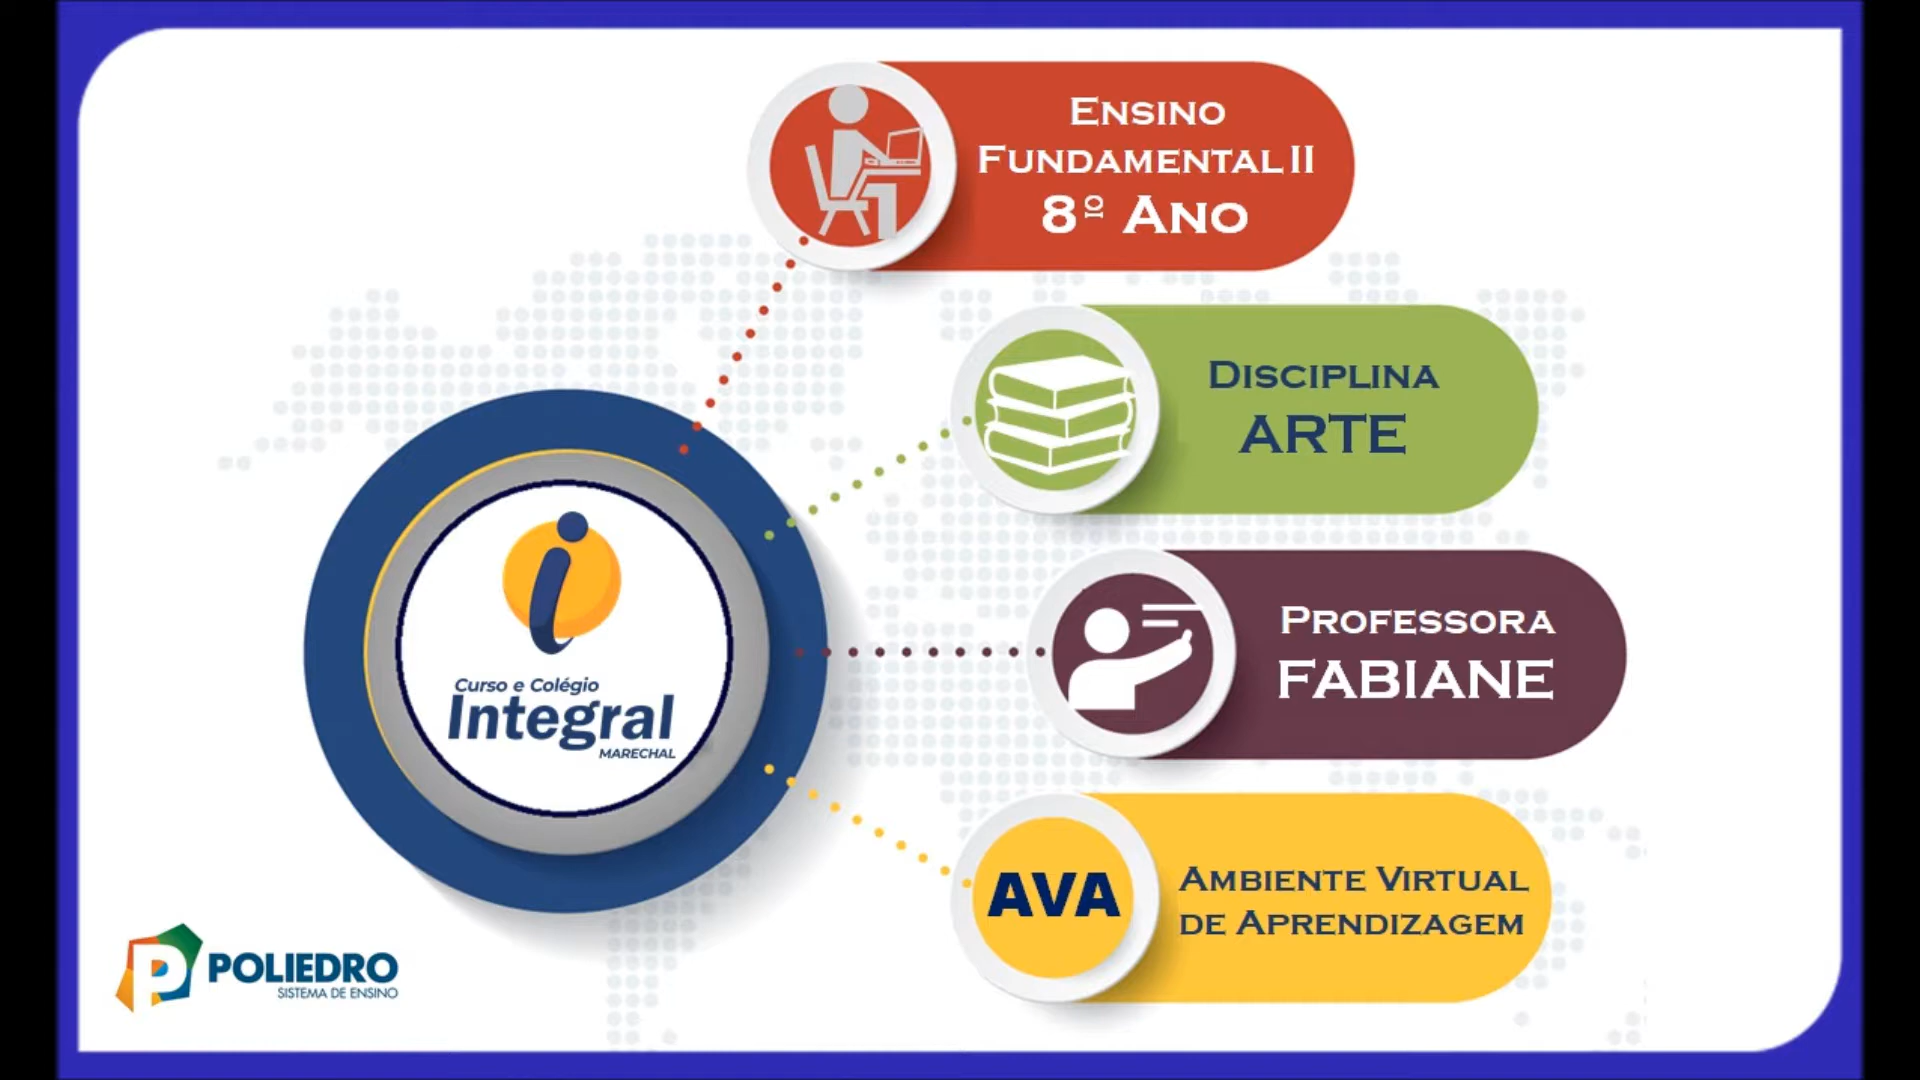 Ensino
Fundamental II
8º Ano
Disciplina
ARTE
Professora
FABIANE
AVA
Ambiente Virtual
de Aprendizagem
Curso e Colégio
Integral
MARECHAL
POLIEDRO
SISTEMA DE ENSINO